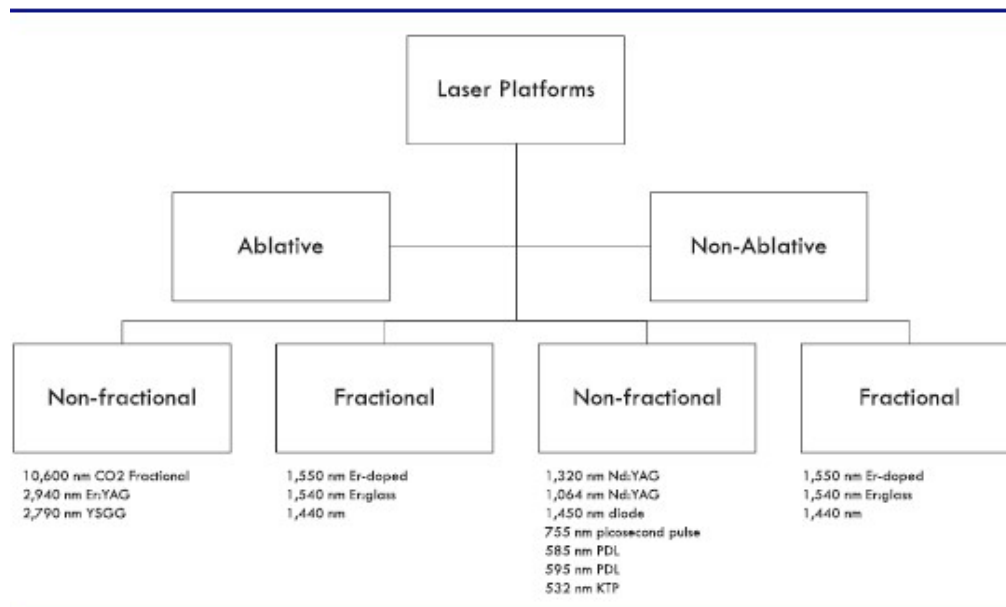 Laser Platforms
Ablative
Non-Ablative
Non-fractional
Fractional
Non-fractional
Fractional
10,600 nm CO2 Fractional
2,940 nm Er:YAG
2,790 nm YSGG
1,550 nm Er-doped
1,540 nm Er:glass
1,440 nm
1,320 nm Nd:YAG
1,064 nm Nd:YAG
1,450 nm diode
755 nm picosecond pulse
585 nm PDL
595 nm PDL
532 nm KTP
1,550 nm Er-doped
1,540 nm Er:glass
1,440 nm